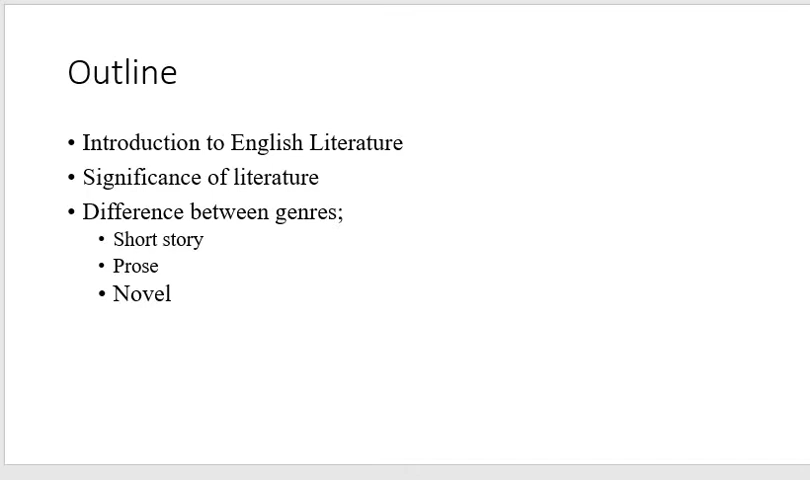 Outline
• Introduction to English Literature
• Significance of literature
• Difference between genres;
• Short story
• Prose
• Novel